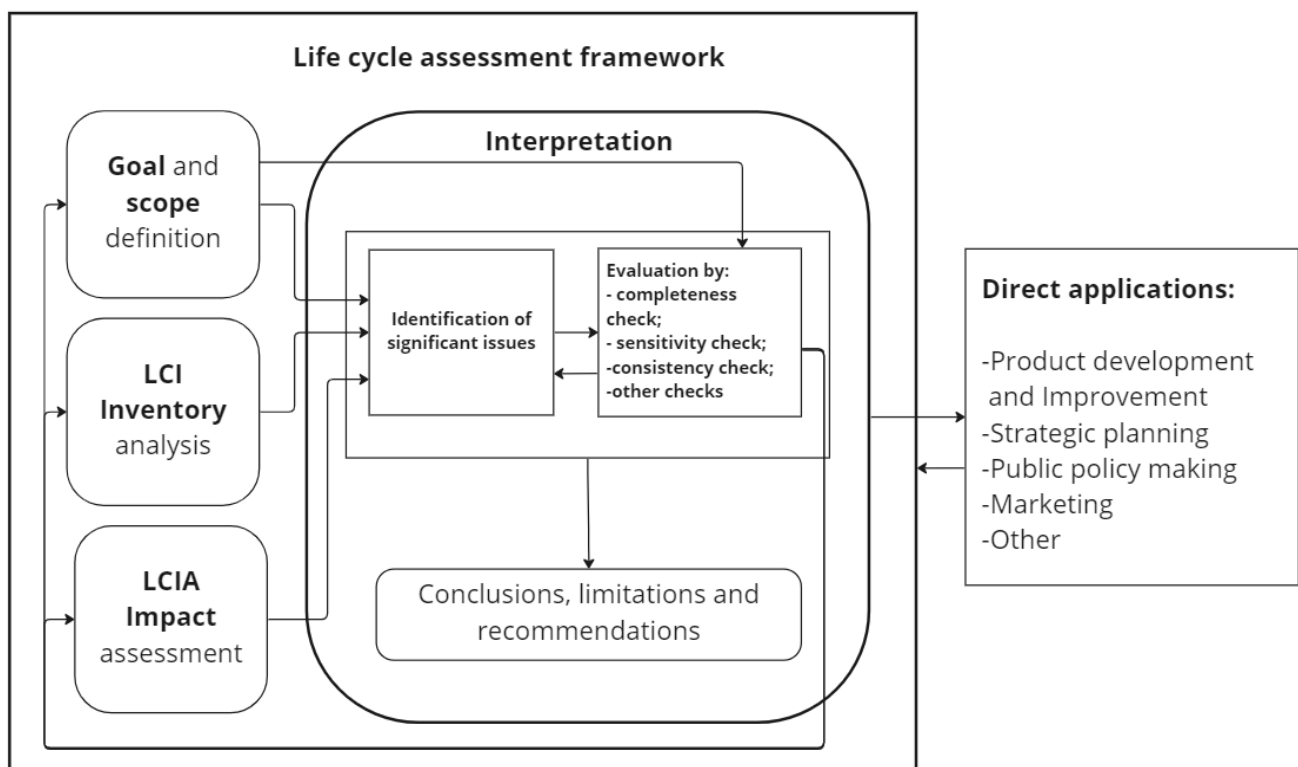 Life cycle assessment framework
Goal and
scope
definition
LCI
Inventory
analysis
LCIA
Impact
assessment
Interpretation
Identification of
significant issues
Evaluation by:
- completeness
check;
- sensitivity check;
-consistency check;
-other checks
Conclusions, limitations and
recommendations
Direct applications:
-Product development
and Improvement
-Strategic planning
-Public policy making
-Marketing
-Other